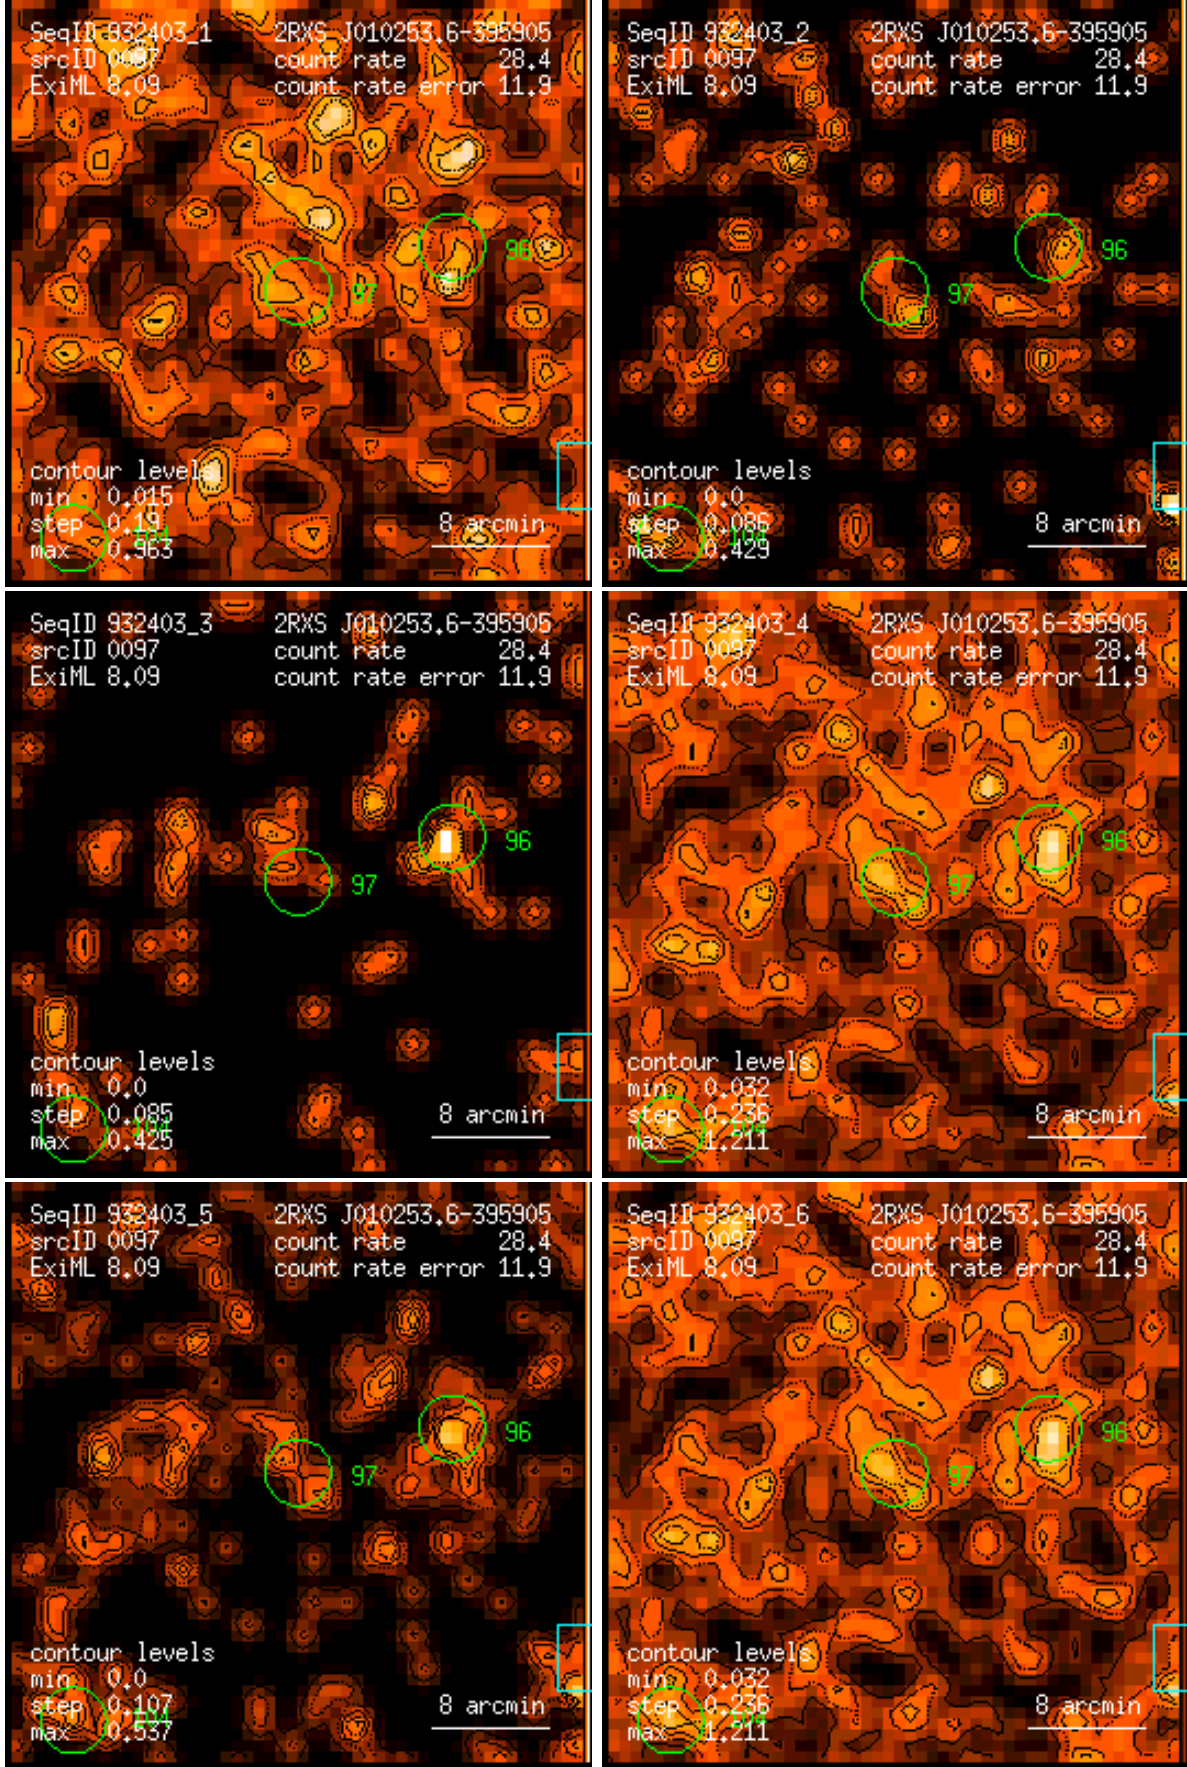 SeqID 932403_1 2RXS J010253.6-395905
srcID 0097 count rate 28.4
ExiML 8.09 count rate error 11.9
96
97
contour levels
min 0.015
step 0.19 8 arcmin
104
max 0.963
SeqID 932403_2 2RXS J010253.6-395905
srcID 0097 count rate 28.4
ExiML 8.09 count rate error 11.9
96
97
contour levels
min 0.0
step 0.086 8 arcmin
104
max 0.429
SeqID 932403_3 2RXS J010253.6-395905
srcID 0097 count rate 28.4
ExiML 8.09 count rate error 11.9
96
97
contour levels
min 0.0
step 0.085 8 arcmin
104
max 0.425
SeqID 932403_4 2RXS J010253.6-395905
srcID 0097 count rate 28.4
ExiML 8.09 count rate error 11.9
96
97
contour levels
min 0.032
step 0.236 8 arcmin
104
max 1.211
SeqID 932403_5 2RXS J010253.6-395905
srcID 0097 count rate 28.4
ExiML 8.09 count rate error 11.9
96
97
contour levels
min 0.0
step 0.107 8 arcmin
104
max 0.537
SeqID 932403_6 2RXS J010253.6-395905
srcID 0097 count rate 28.4
ExiML 8.09 count rate error 11.9
96
97
contour levels
min 0.032
step 0.236 8 arcmin
104
max 1.211